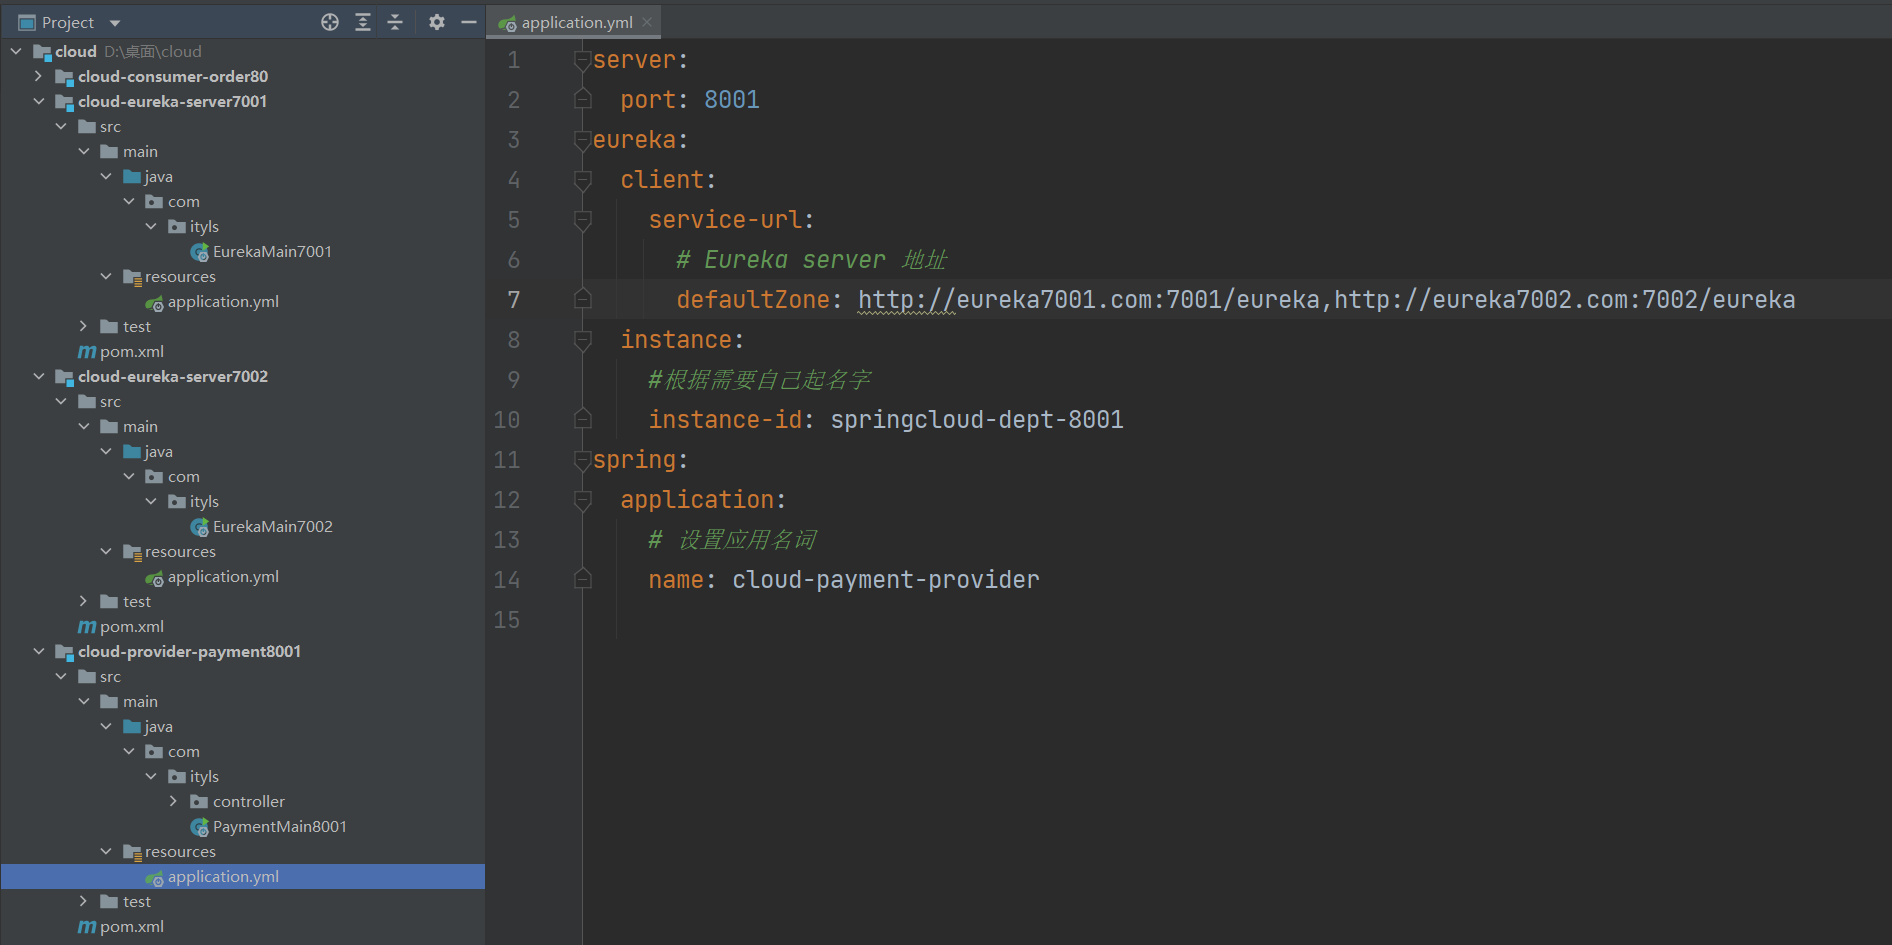 Project
cloud D:\桌面\cloud
cloud-consumer-order80
cloud-eureka-server7001
src
main
java
com
ityls
EurekaMain7001
resources
application.yml
test
pom.xml
cloud-eureka-server7002
src
main
java
com
ityls
EurekaMain7002
resources
application.yml
test
pom.xml
cloud-provider-payment8001
src
main
java
com
ityls
controller
PaymentMain8001
resources
application.yml
test
pom.xml
application.yml
1 server:
2 port: 8001
3 eureka:
4 client:
5 service-url:
6 # Eureka server 地址
7 defaultZone: http://eureka7001.com:7001/eureka,http://eureka7002.com:7002/eureka
8 instance:
9 #根据需要自己起名字
10 instance-id: springcloud-dept-8001
11 spring:
12 application:
13 # 设置应用名词
14 name: cloud-payment-provider
15